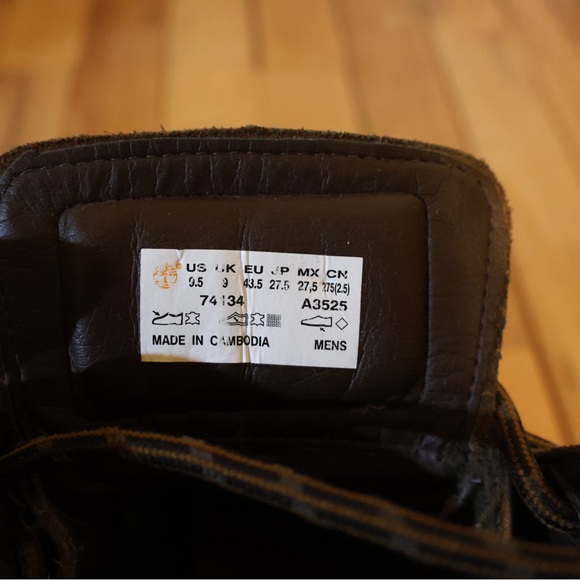 US UK EU JP MX CN
9.5 9 43.5 27.5 27,5 275(2.5)
74134 A3525
MADE IN CAMBODIA MENS